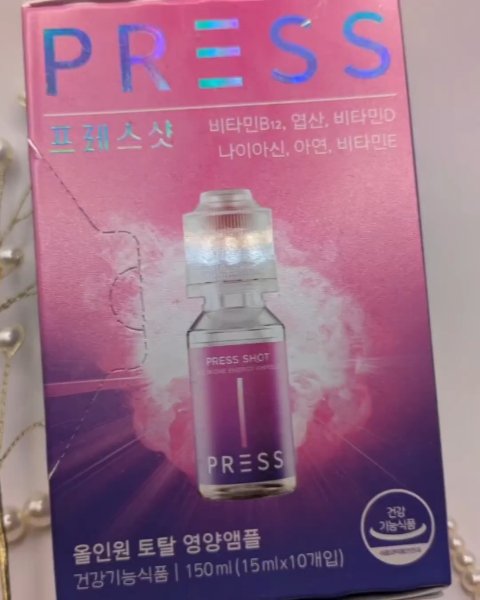 PRESS
프레스샷
비타민B12, 엽산, 비타민D
나이아신, 아연, 비타민E
PRESS SHOT
PRESS
건강
기능식품
올인원 토탈 영양앰플
건강기능식품 | 150ml(15mlx10개입)